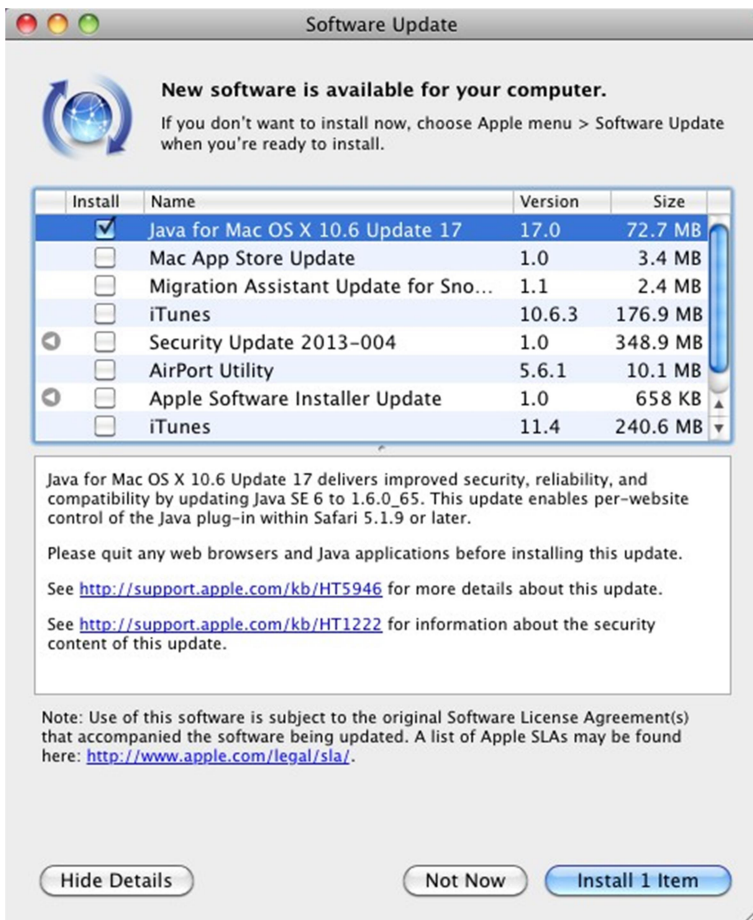 Software Update
New software is available for your computer.
If you don't want to install now, choose Apple menu > Software Update
when you're ready to install.
Install Name Version Size
Java for Mac OS X 10.6 Update 17 17.0 72.7 MB
Mac App Store Update 1.0 3.4 MB
Migration Assistant Update for Sno... 1.1 2.4 MB
iTunes 10.6.3 176.9 MB
Security Update 2013-004 1.0 348.9 MB
AirPort Utility 5.6.1 10.1 MB
Apple Software Installer Update 1.0 658 KB
iTunes 11.4 240.6 MB
Java for Mac OS X 10.6 Update 17 delivers improved security, reliability, and
compatibility by updating Java SE 6 to 1.6.0_65. This update enables per-website
control of the Java plug-in within Safari 5.1.9 or later.
Please quit any web browsers and Java applications before installing this update.
See http://support.apple.com/kb/HT5946 for more details about this update.
See http://support.apple.com/kb/HT1222 for information about the security
content of this update.
Note: Use of this software is subject to the original Software License Agreement(s)
that accompanied the software being updated. A list of Apple SLAs may be found
here: http://www.apple.com/legal/sla/.
Hide Details Not Now Install 1 Item